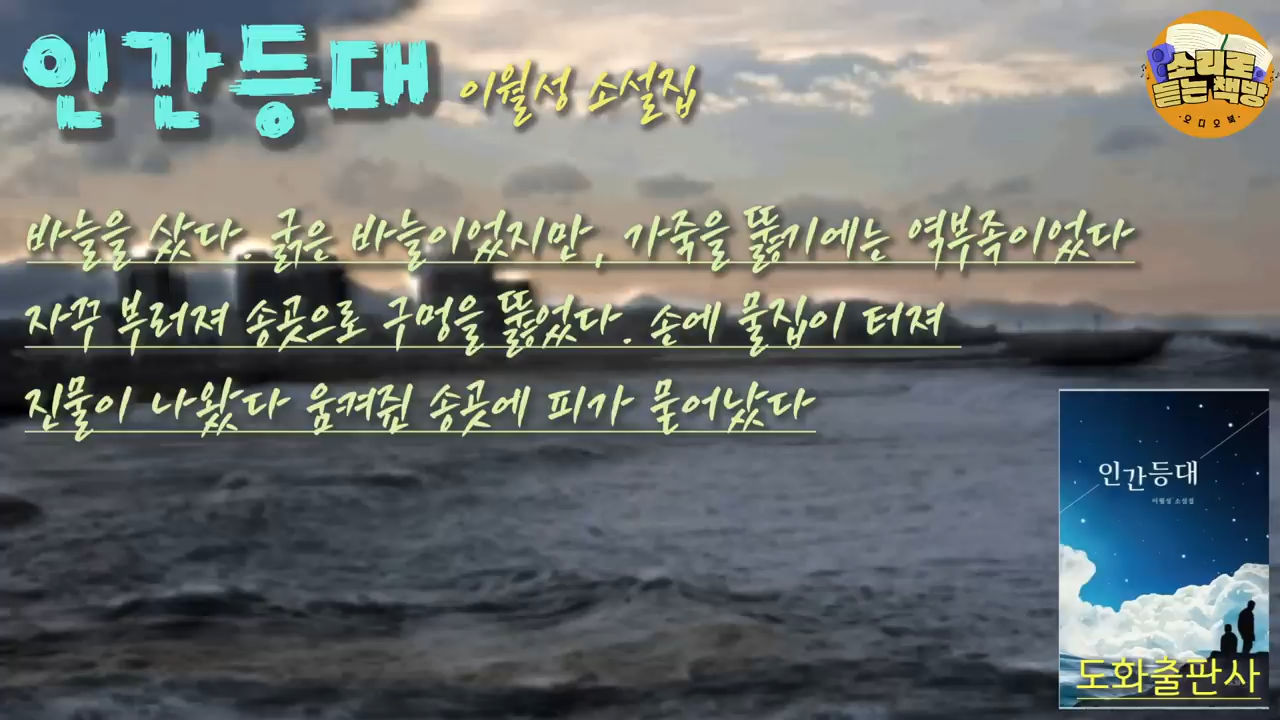 인간등대 이월성 소설집
소리로
듣는 책방
·오디오북·
바늘을 샀다. 굵은 바늘이었지만, 가죽을 뚫기에는 역부족이었다
자꾸 부러져 송곳으로 구멍을 뚫었다. 손에 물집이 터져
진물이 나왔다 움켜쥔 송곳에 피가 묻어났다
인간등대
이월성 소설집
도화출판사